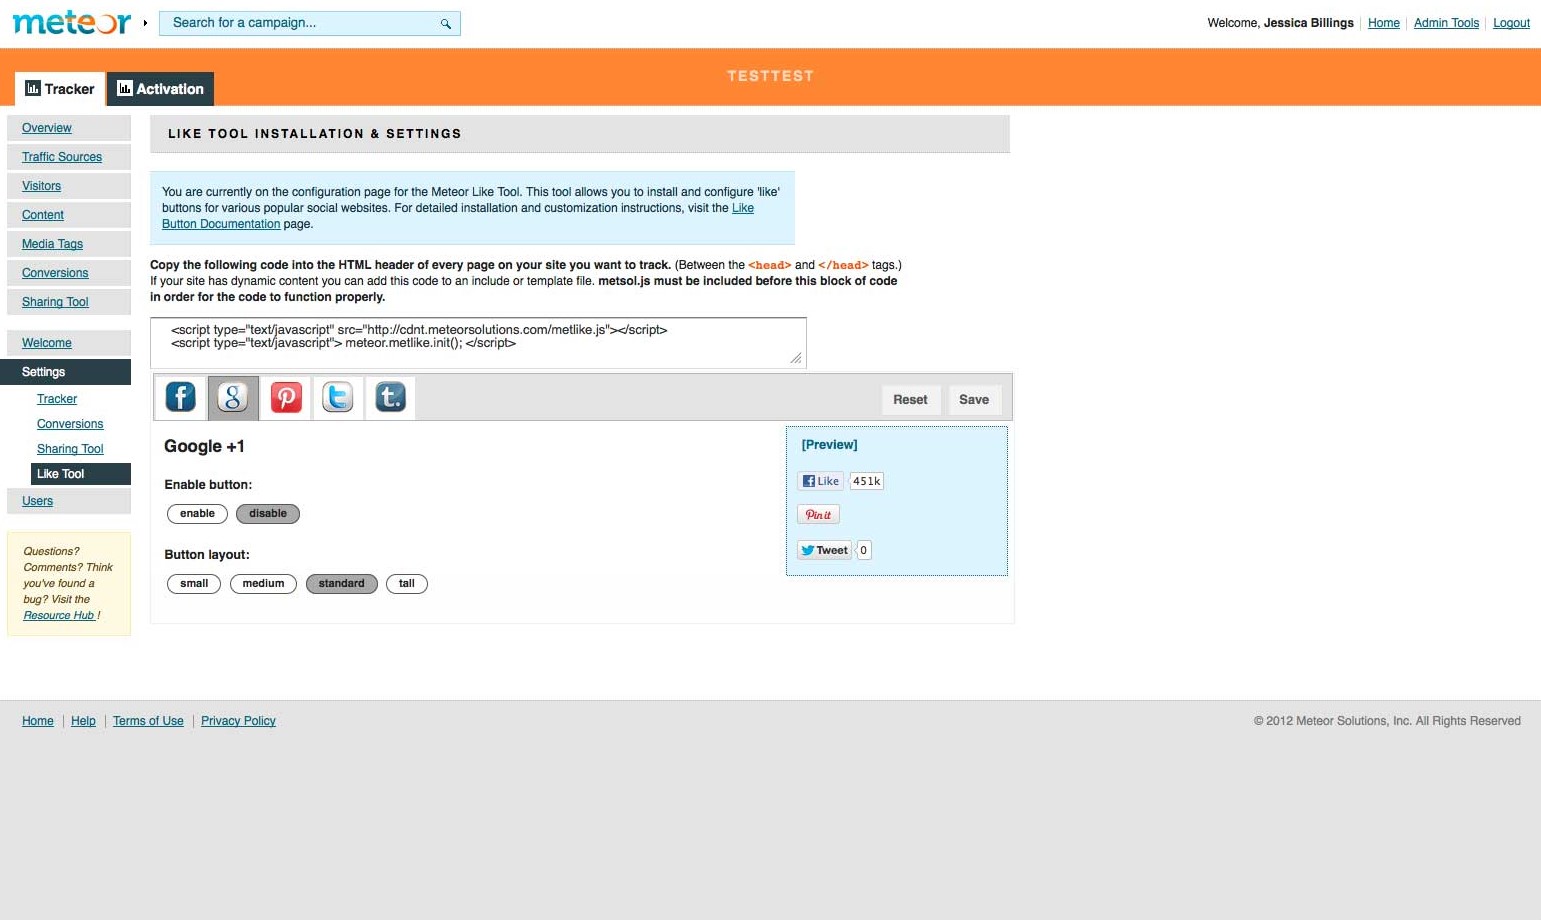 meteor
Search for a campaign...
Welcome, Jessica Billings
Home
Admin Tools
Logout
TESTTEST
Tracker
Activation
Overview
Traffic Sources
Visitors
Content
Media Tags
Conversions
Sharing Tool
Welcome
Settings
Tracker
Conversions
Sharing Tool
Like Tool
Users
Questions?
Comments? Think
you've found a
bug? Visit the
Resource Hub !
LIKE TOOL INSTALLATION & SETTINGS
You are currently on the configuration page for the Meteor Like Tool. This tool allows you to install and configure 'like'
buttons for various popular social websites. For detailed installation and customization instructions, visit the Like
Button Documentation page.
Copy the following code into the HTML header of every page on your site you want to track. (Between the <head> and </head> tags.)
If your site has dynamic content you can add this code to an include or template file. metsol.js must be included before this block of code
in order for the code to function properly.
<script type="text/javascript" src="http://cdnt.meteorsolutions.com/metlike.js"></script>
<script type="text/javascript"> meteor.metlike.init(); </script>
f
g
P
t
t.
Reset
Save
Google +1
Enable button:
enable
disable
Button layout:
small
medium
standard
tall
[Preview]
Like
451k
Pin it
Tweet
0
Home
Help
Terms of Use
Privacy Policy
© 2012 Meteor Solutions, Inc. All Rights Reserved